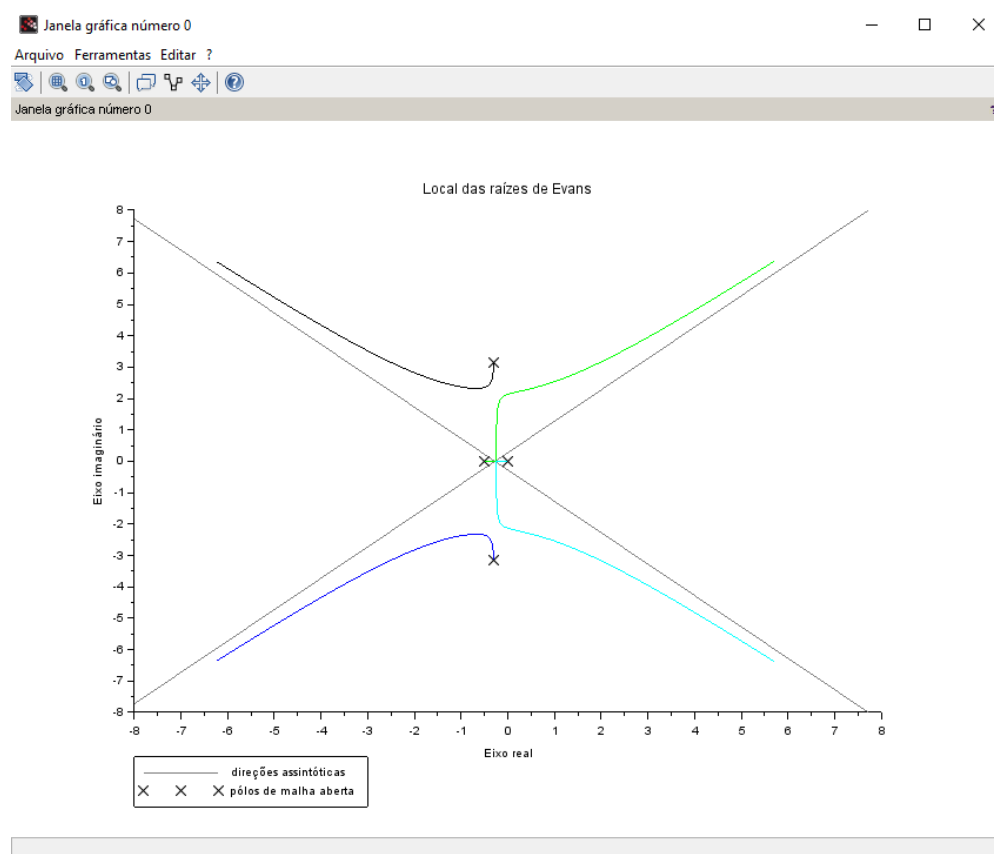 Janela gráfica número 0
Arquivo Ferramentas Editar ?
Janela gráfica número 0
Local das raízes de Evans
8
7
6
5
4
3
2
1
0
-1
-2
-3
-4
-5
-6
-7
-8
Eixo imaginário
-8 -7 -6 -5 -4 -3 -2 -1 0 1 2 3 4 5 6 7 8
Eixo real
direções assintóticas
pólos de malha aberta